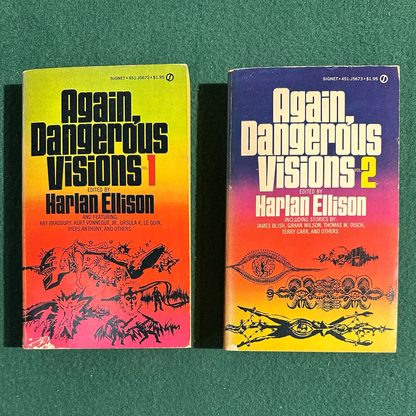 SIGNET • 451-J5672 • $1.95
Again,
Dangerous
Visions 1
EDITED BY
Harlan Ellison
AND FEATURING
RAY BRADBURY, KURT VONNEGUT, JR., URSULA K. LE GUIN,
PIERS ANTHONY, AND OTHERS
SIGNET • 451-J5673 • $1.95
Again,
Dangerous
Visions 2
EDITED BY
Harlan Ellison
INCLUDING STORIES BY:
JAMES BLISH, GAHAN WILSON, THOMAS M. DISCH,
TERRY CARR, AND OTHERS